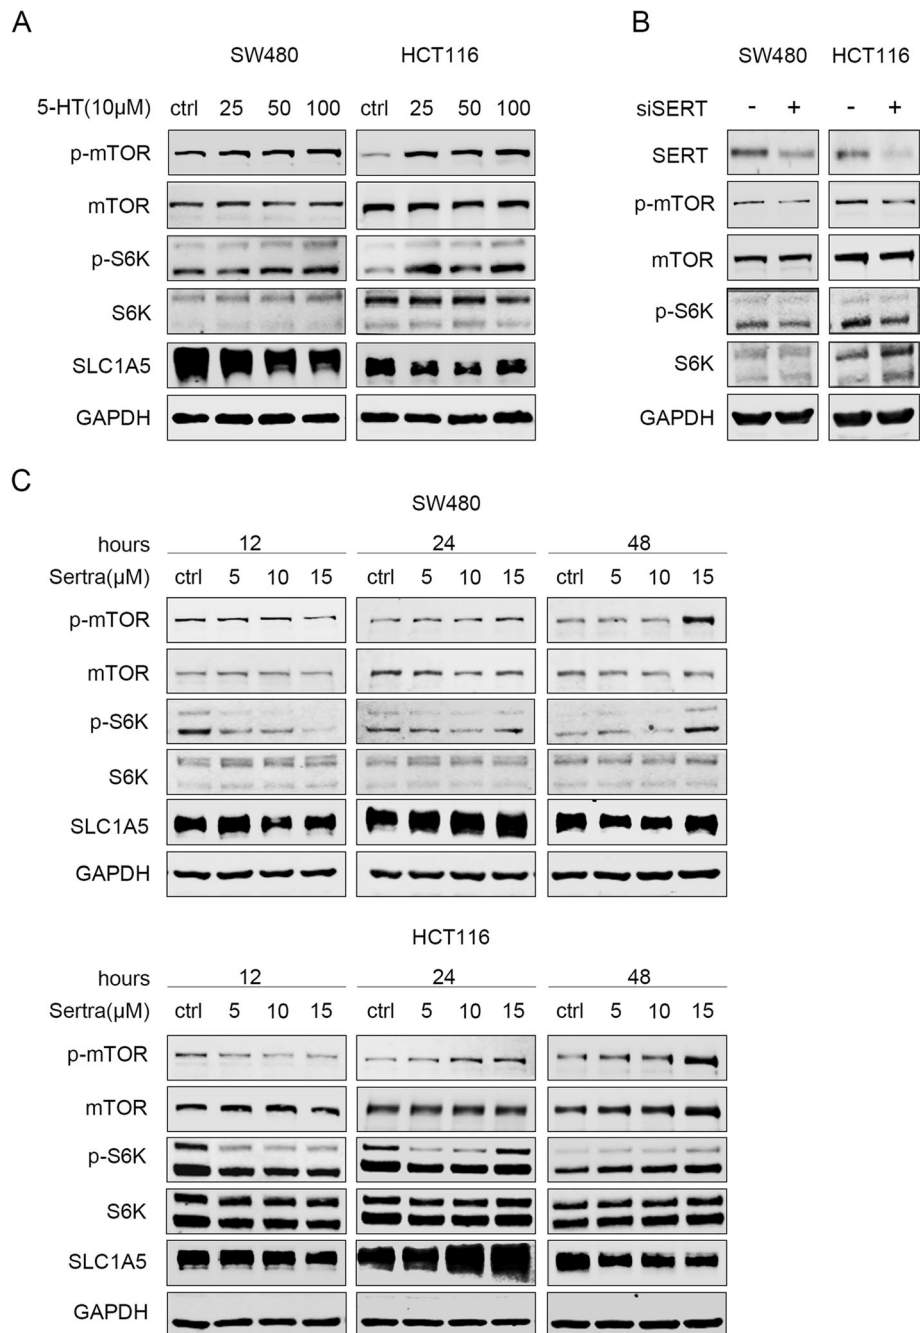 A
SW480 HCT116
5-HT(10μM) ctrl 25 50 100 ctrl 25 50 100
p-mTOR
mTOR
p-S6K
S6K
SLC1A5
GAPDH
B
SW480 HCT116
siSERT - + - +
SERT
p-mTOR
mTOR
p-S6K
S6K
GAPDH
C
SW480
hours 12 24 48
Sertra(μM) ctrl 5 10 15 ctrl 5 10 15 ctrl 5 10 15
p-mTOR
mTOR
p-S6K
S6K
SLC1A5
GAPDH
HCT116
hours 12 24 48
Sertra(μM) ctrl 5 10 15 ctrl 5 10 15 ctrl 5 10 15
p-mTOR
mTOR
p-S6K
S6K
SLC1A5
GAPDH